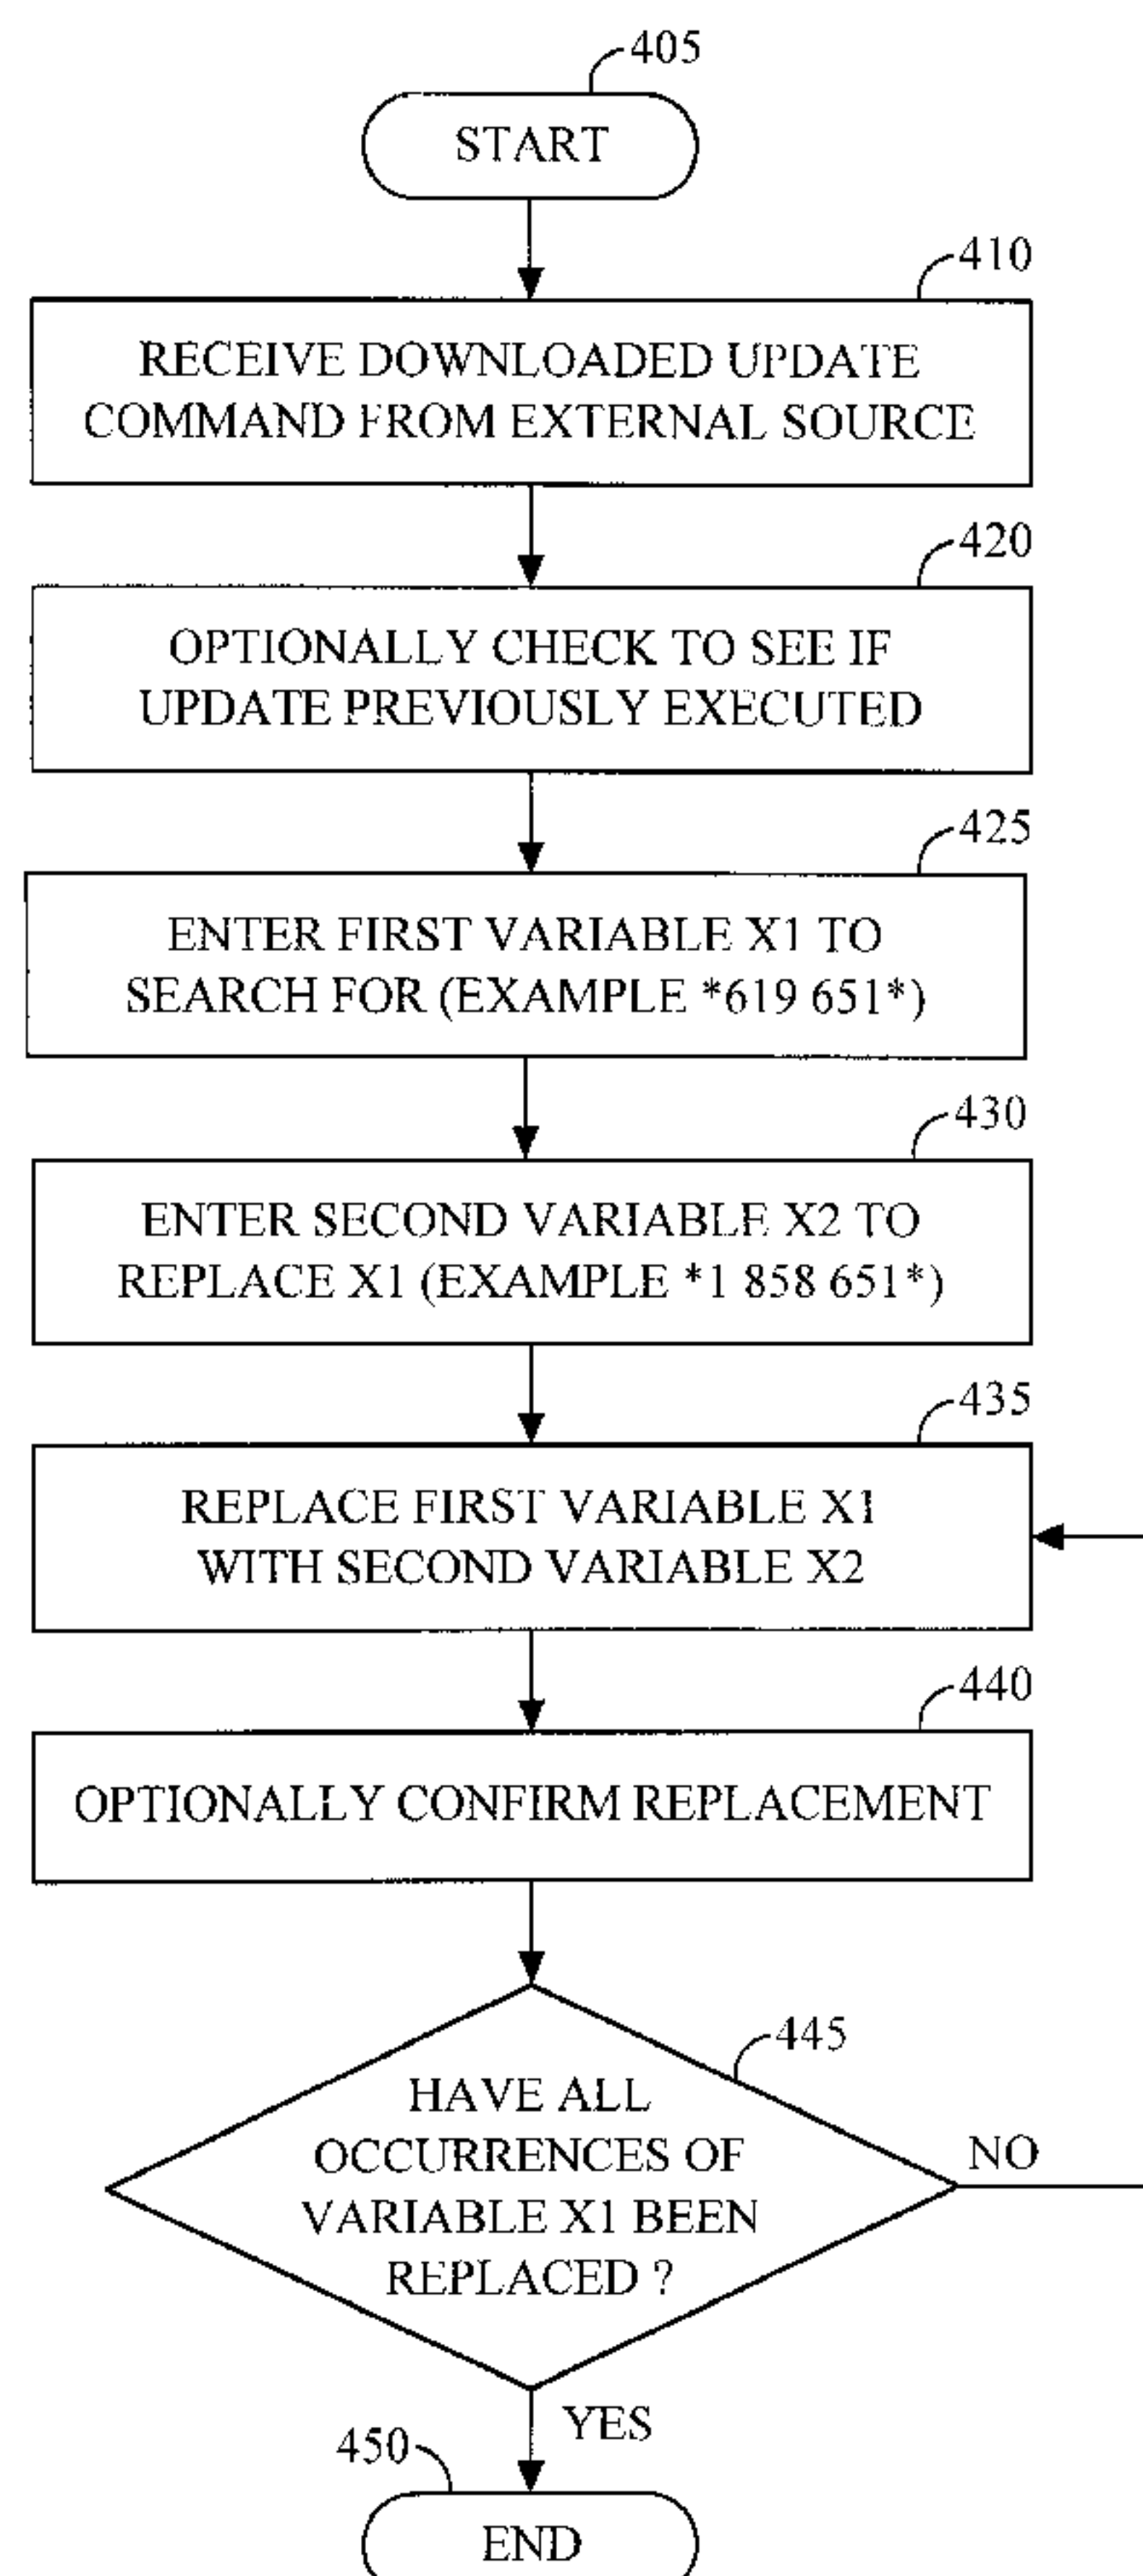 405
START
410
RECEIVE DOWNLOADED UPDATE
COMMAND FROM EXTERNAL SOURCE
420
OPTIONALLY CHECK TO SEE IF
UPDATE PREVIOUSLY EXECUTED
425
ENTER FIRST VARIABLE X1 TO
SEARCH FOR (EXAMPLE *619 651*)
430
ENTER SECOND VARIABLE X2 TO
REPLACE X1 (EXAMPLE *1 858 651*)
435
REPLACE FIRST VARIABLE X1
WITH SECOND VARIABLE X2
440
OPTIONALLY CONFIRM REPLACEMENT
445
HAVE ALL
OCCURRENCES OF
VARIABLE X1 BEEN
REPLACED ?
NO
YES
450
END